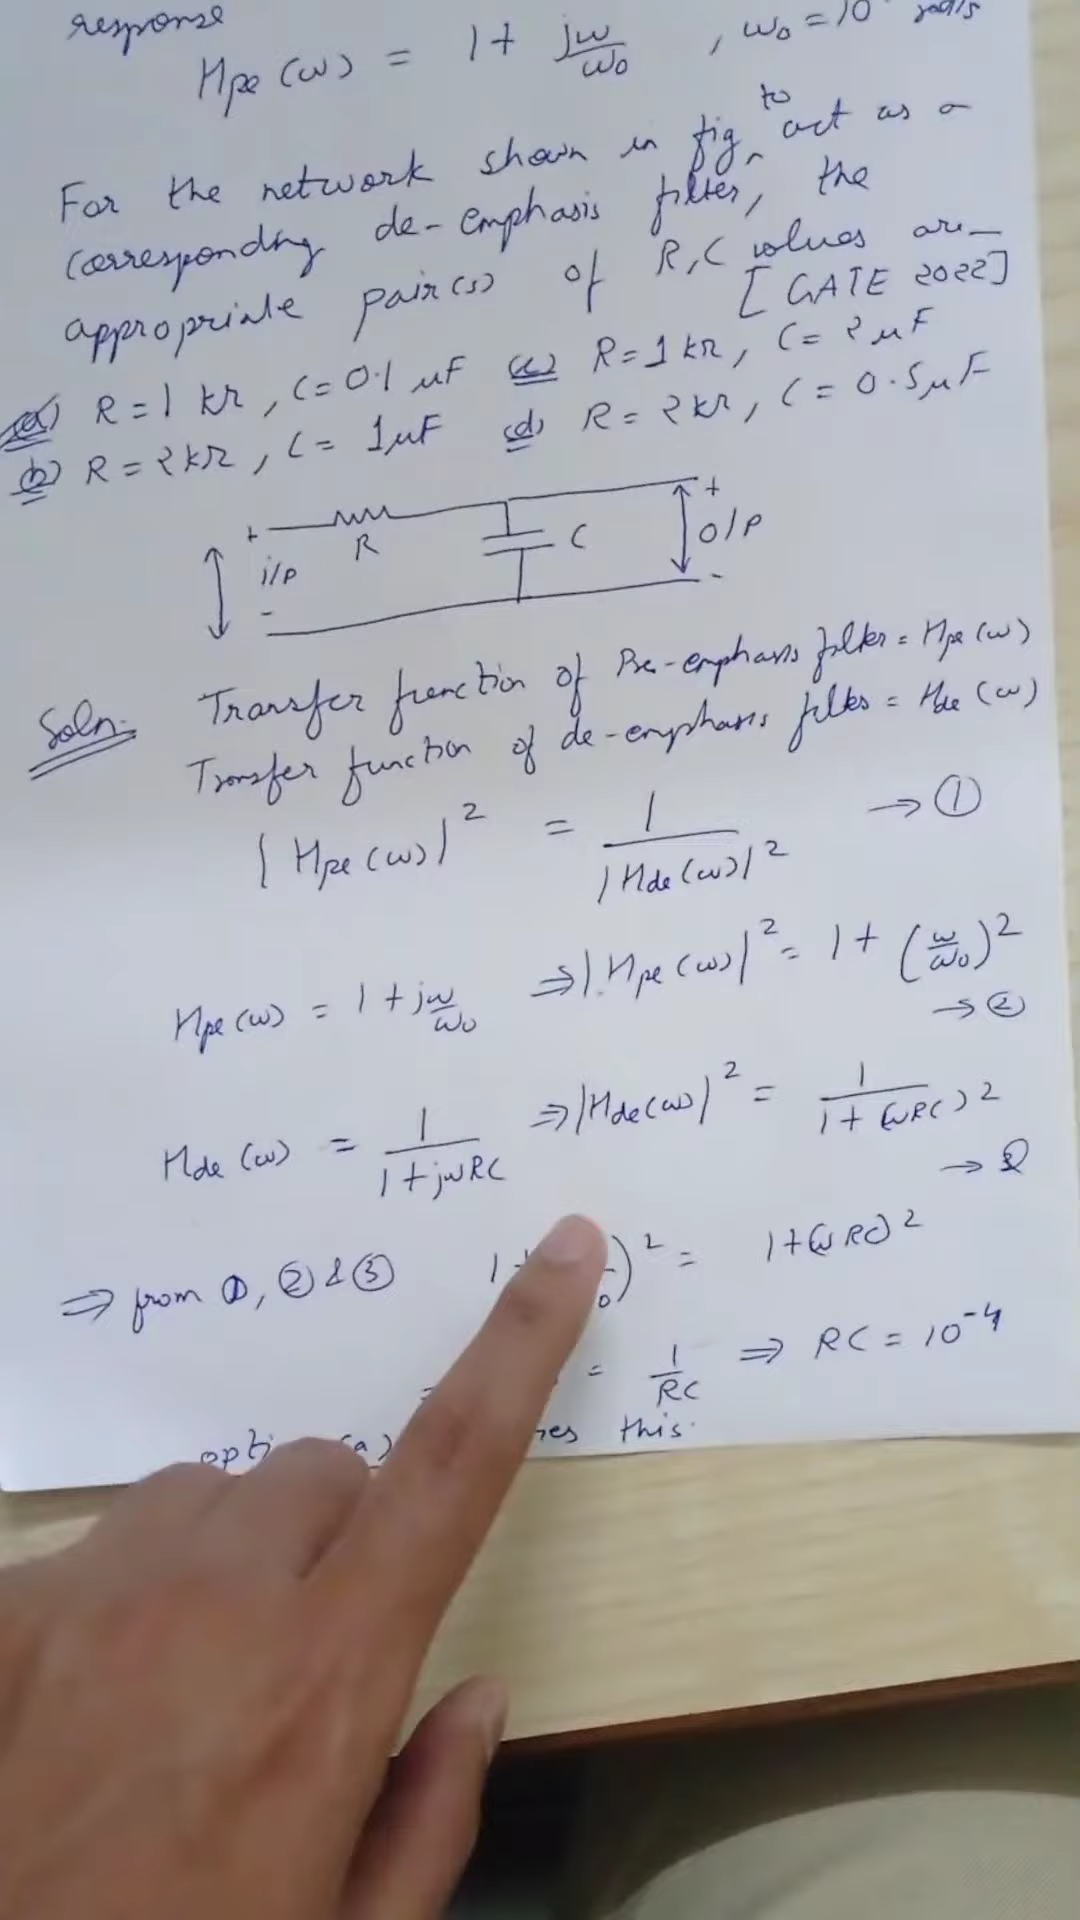 response
Hpe (ω) = 1 + jω/ω0 , ω0 = 10 rad/s
For the network shown in fig, to act as a
corresponding de-emphasis filter, the
appropriate pair(s) of R, C values are_
[GATE 2022]
(a) R = 1 kΩ, C = 0.1 μF (c) R = 1 kΩ, C = 2 μF
(b) R = 2 kΩ, C = 1 μF (d) R = 2 kΩ, C = 0.5 μF
+ R C + O/P
i/P
- -
Soln. Transfer function of Pre-emphasis filter = Hpe (ω)
Transfer function of de-emphasis filter = Hde (ω)
|Hpe (ω)|² = 1/|Hde (ω)|² → ①
Hpe (ω) = 1 + jω/ω0 ⇒ |Hpe (ω)|² = 1 + (ω/ω0)²
→ ②
Hde (ω) = 1/(1 + jωRC) ⇒ |Hde (ω)|² = 1/(1 + (ωRC)²
→ 3
⇒ from ①, ② & ③ 1 )² = 1 + (ωRC)²
= 1/RC ⇒ RC = 10⁻⁴
(a) this.